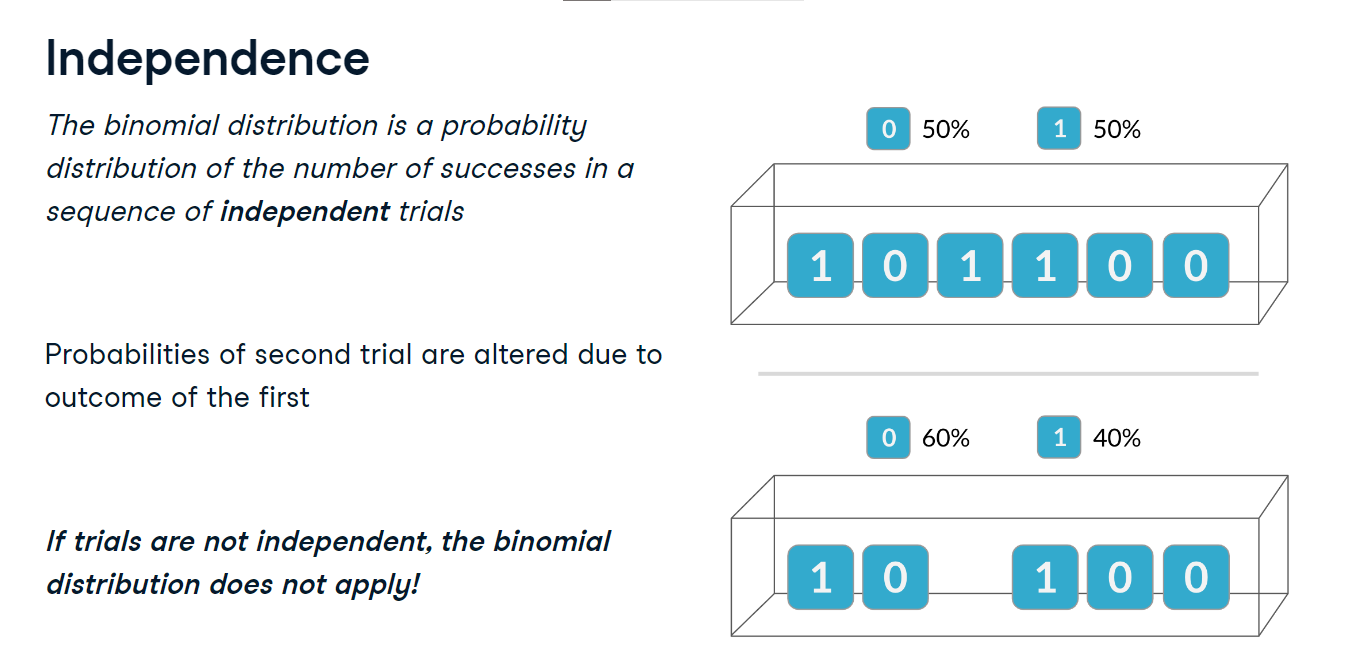 Independence
The binomial distribution is a probability
distribution of the number of successes in a
sequence of independent trials
Probabilities of second trial are altered due to
outcome of the first
If trials are not independent, the binomial
distribution does not apply!
0 50% 1 50%
1 0 1 1 0 0
0 60% 1 40%
1 0 1 0 0